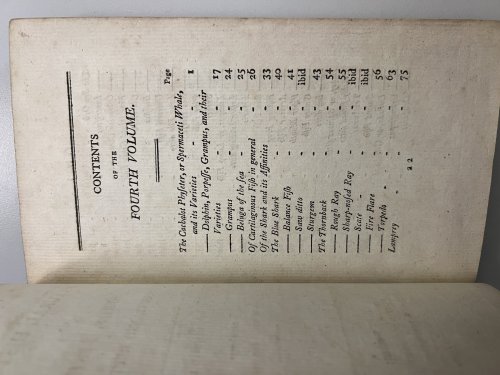 CONTENTS
OF THE
FOURTH VOLUME.
Page
The Cachalot Physeter, or Spermaceti Whale,
and its Varieties " " 1
—— Dolphin, Porpesse, Grampus, and their
Varieties " " 17
—— Grampus " " 24
—— Beluga of the sea " 25
Of Cartilaginous Fish in general 26
Of the Shark and its Affinities " 33
The Blue Shark " " 40
—— Balance Fish " " 41
—— Saw ditto " " ibid
—— Sturgeon " " 43
The Thornback " " 54
—— Rough Ray " " 55
—— Sharp-nosed Ray " ibid
—— Scate " " ibid
—— Fire Flare " " 56
—— Torpedo " " 63
Lamprey " " 75
a 2